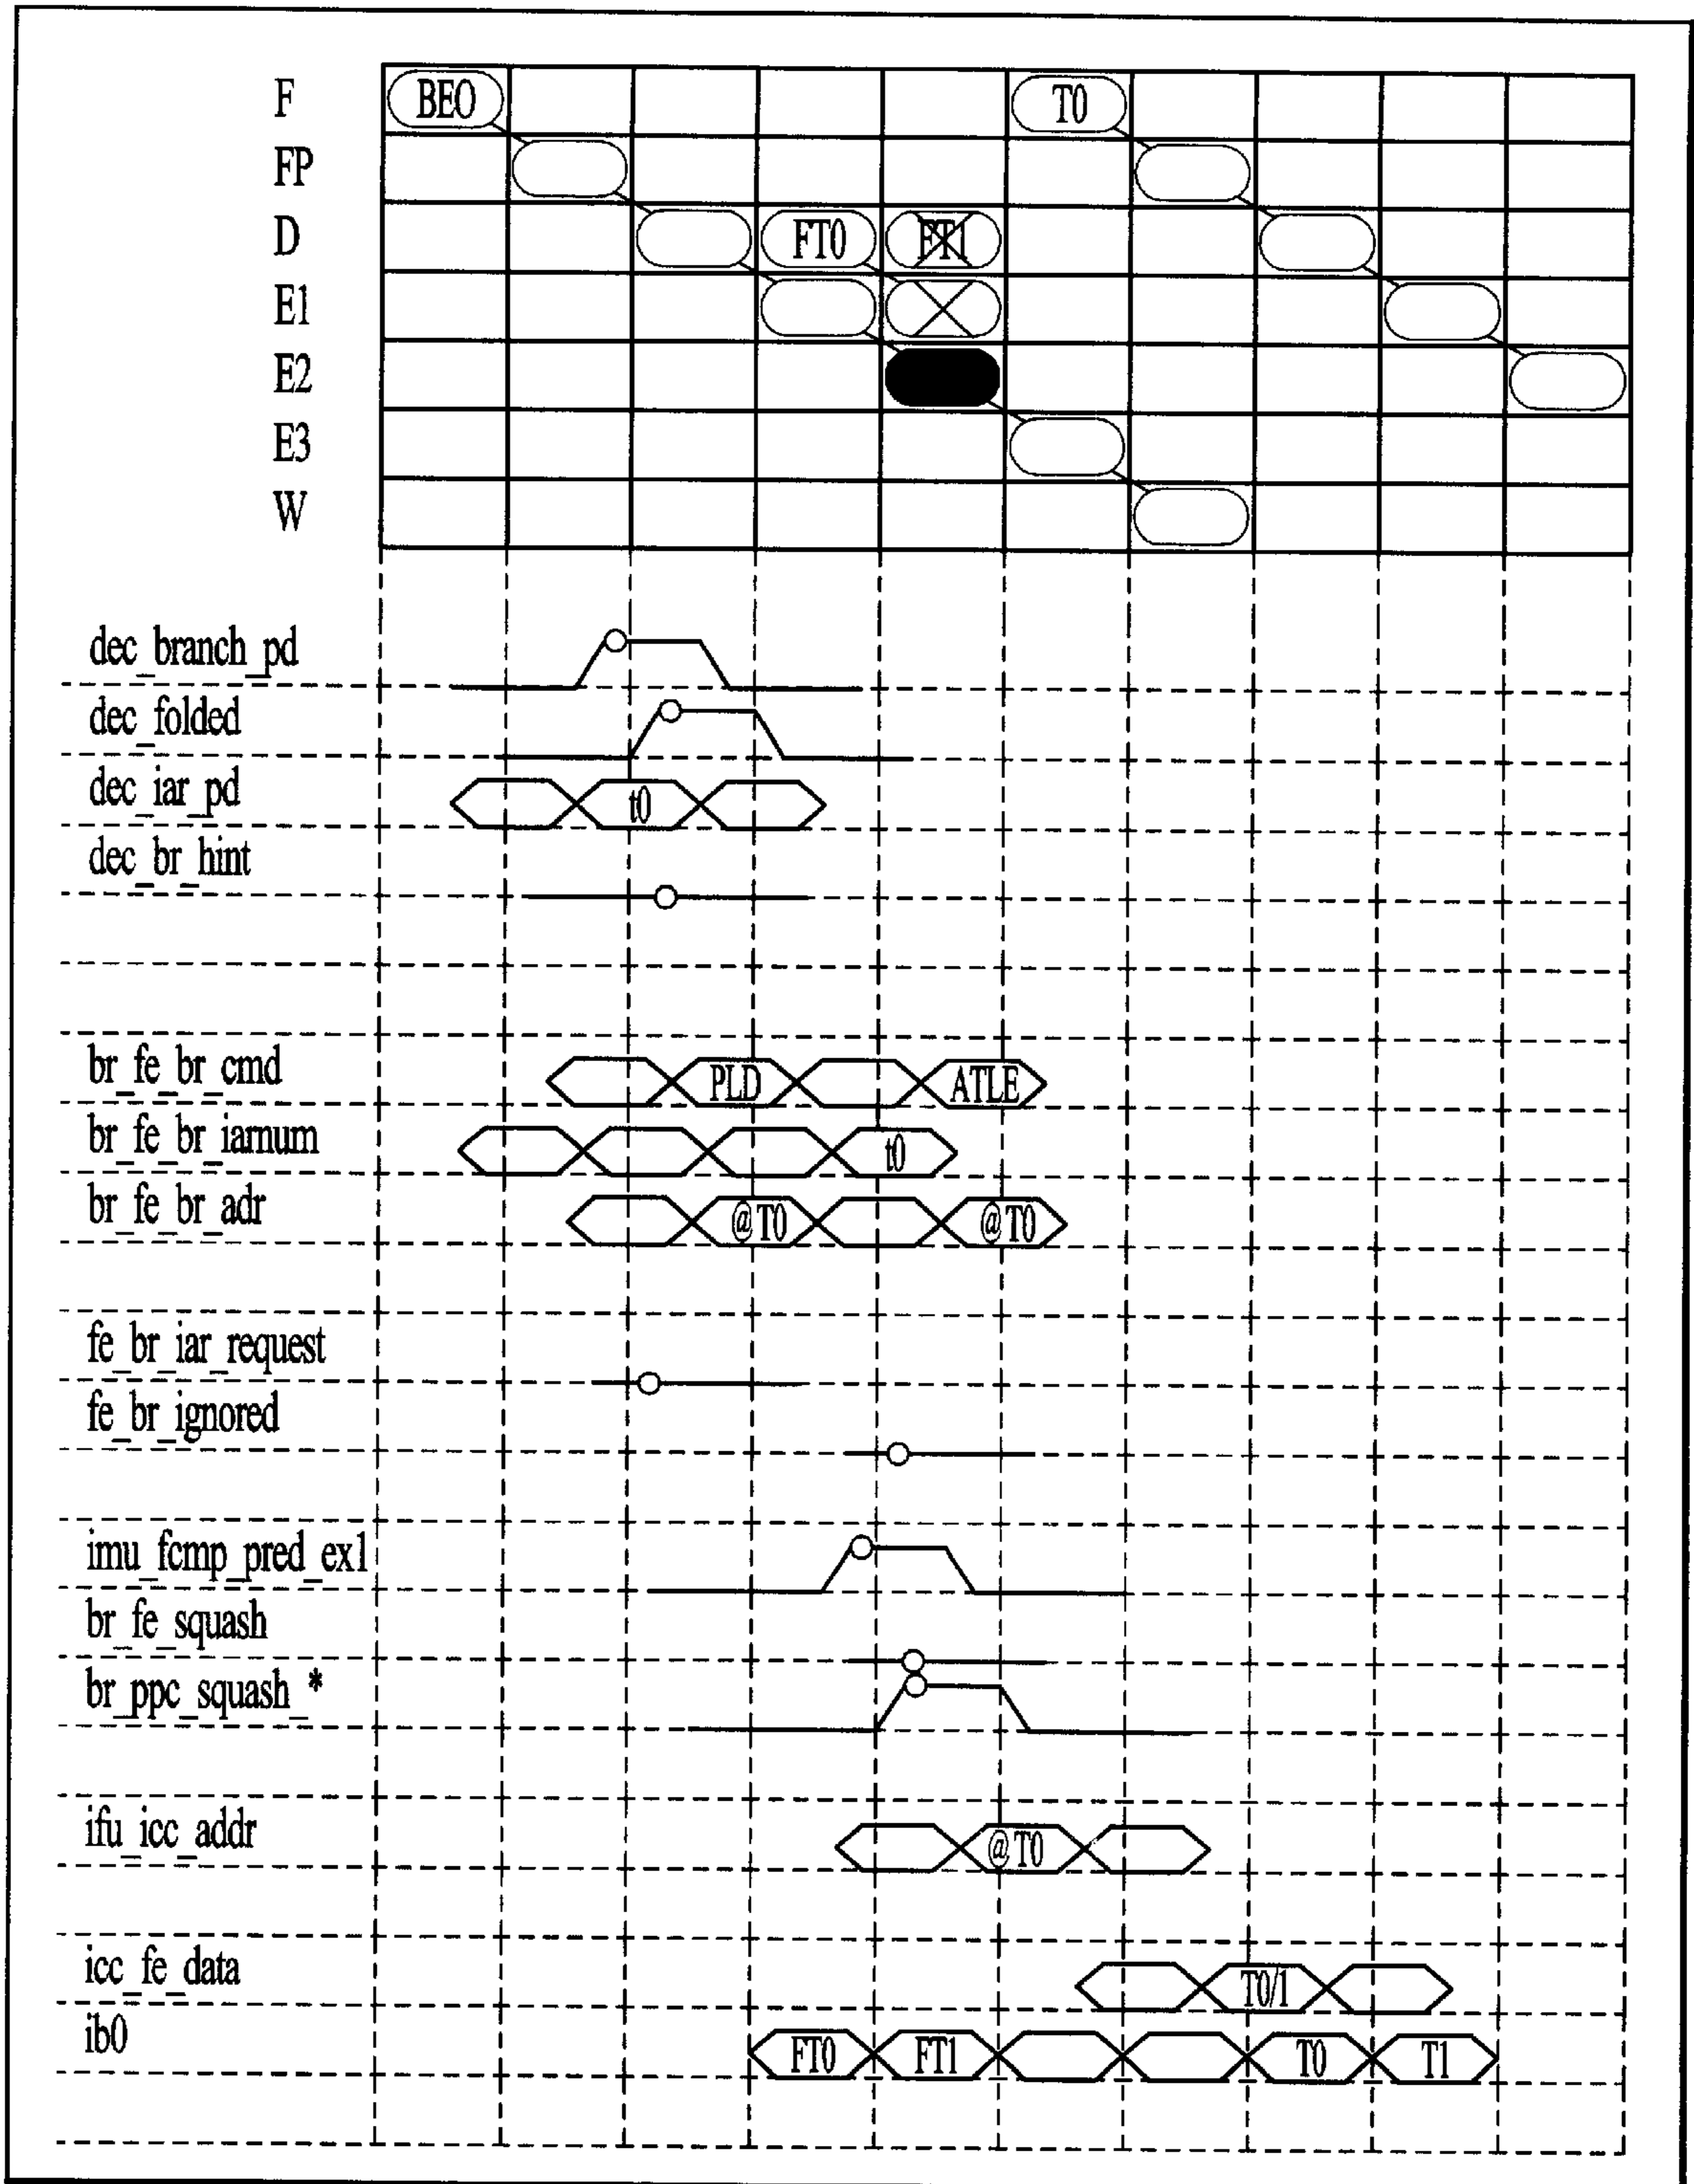 F BEO T0
FP
D FT0 FT1
E1
E2
E3
W
dec_branch_pd
dec_folded
dec_iar_pd t0
dec_br_hint
br_fe_br_cmd PLD ATLE
br_fe_br_iarnum t0
br_fe_br_adr @T0 @T0
fe_br_iar_request
fe_br_ignored
imu_fcmp_pred_ex1
br_fe_squash
br_ppc_squash_*
ifu_icc_addr @T0
icc_fe_data T0/1
ib0 FT0 FT1 T0 T1